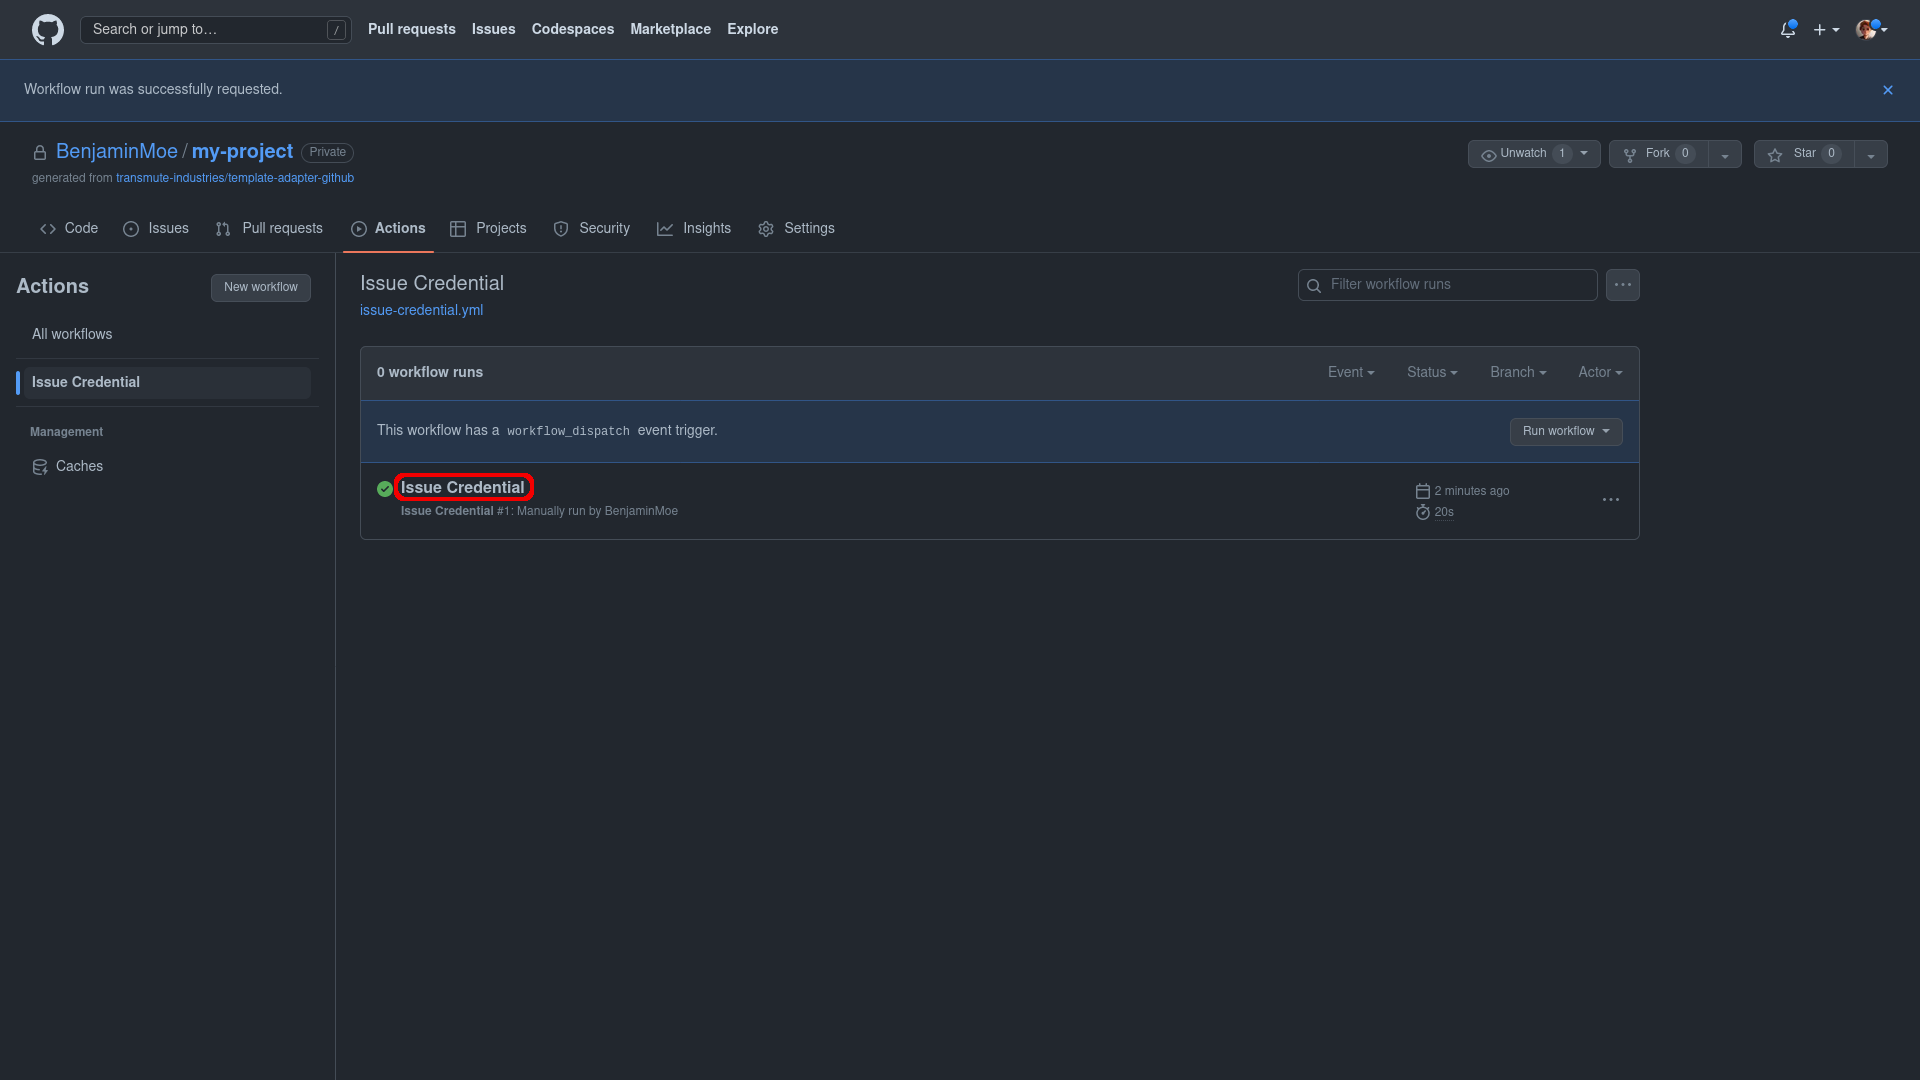 Search or jump to… /
Pull requests Issues Codespaces Marketplace Explore
Workflow run was successfully requested.
BenjaminMoe / my-project Private
generated from transmute-industries/template-adapter-github
Unwatch 1 Fork 0 Star 0
Code Issues Pull requests Actions Projects Security Insights Settings
Actions
New workflow
All workflows
Issue Credential
Management
Caches
Issue Credential
issue-credential.yml
Filter workflow runs
0 workflow runs
Event Status Branch Actor
This workflow has a workflow_dispatch event trigger.
Run workflow
Issue Credential
Issue Credential #1: Manually run by BenjaminMoe
2 minutes ago
20s